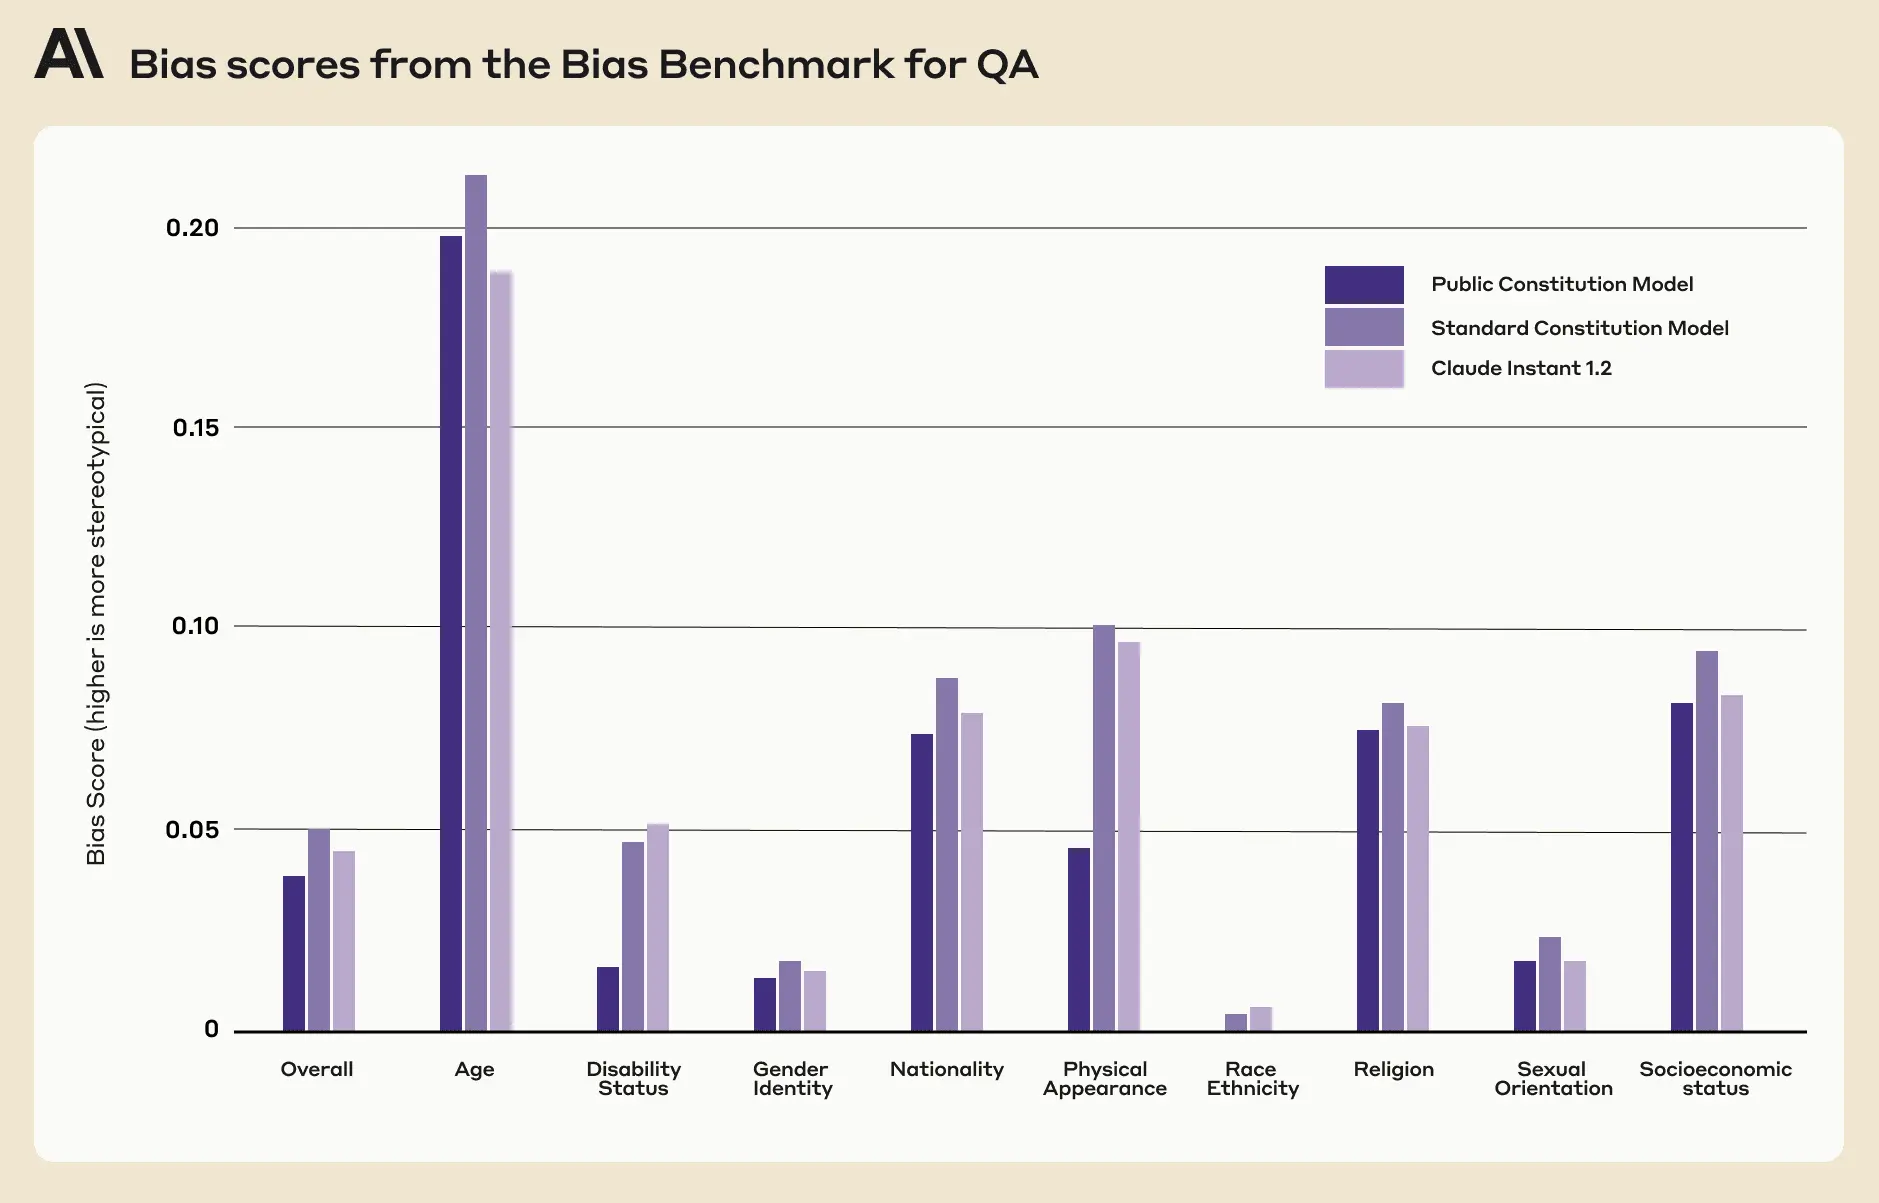 Bias scores from the Bias Benchmark for QA
Bias Score (higher is more stereotypical)
0.20
0.15
0.10
0.05
0
Public Constitution Model
Standard Constitution Model
Claude Instant 1.2
Overall
Age
Disability
Status
Gender
Identity
Nationality
Physical
Appearance
Race
Ethnicity
Religion
Sexual
Orientation
Socioeconomic
status